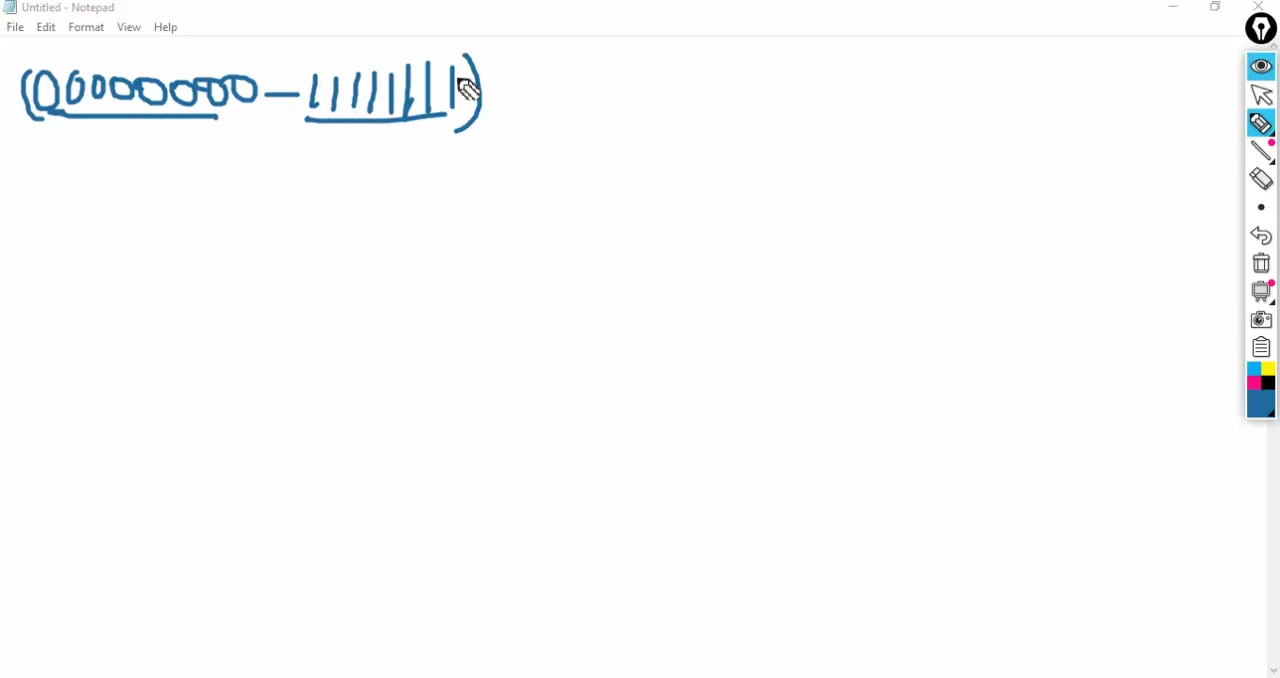 Untitled - Notepad
File Edit Format View Help
(00000000 — 11111111)